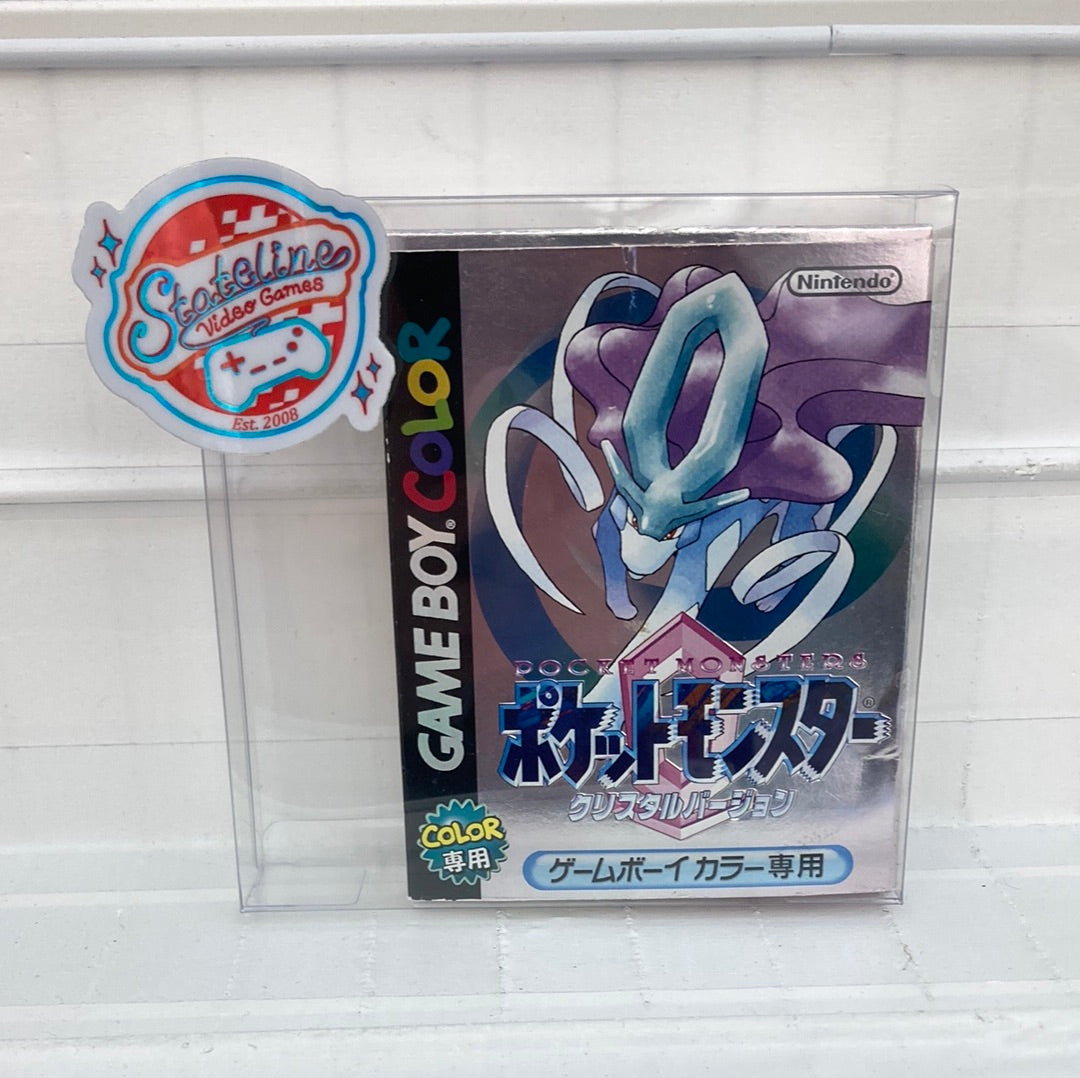 Stateline
Video Games
Est. 2008
GAME BOY® COLOR
Nintendo®
POCKET MONSTERS
ポケットモンスター®
クリスタルバージョン
COLOR
専用
ゲームボーイ カラー専用